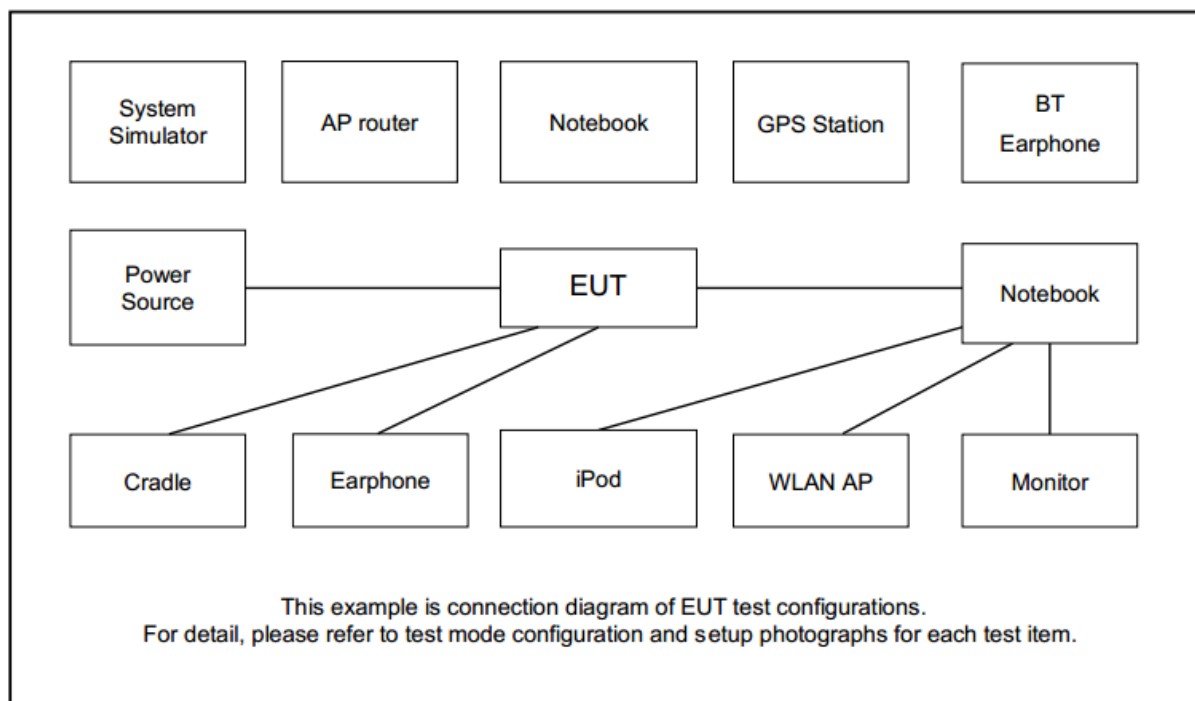 System
Simulator
AP router
Notebook
GPS Station
BT
Earphone
Power
Source
EUT
Notebook
Cradle
Earphone
iPod
WLAN AP
Monitor
This example is connection diagram of EUT test configurations.
For detail, please refer to test mode configuration and setup photographs for each test item.